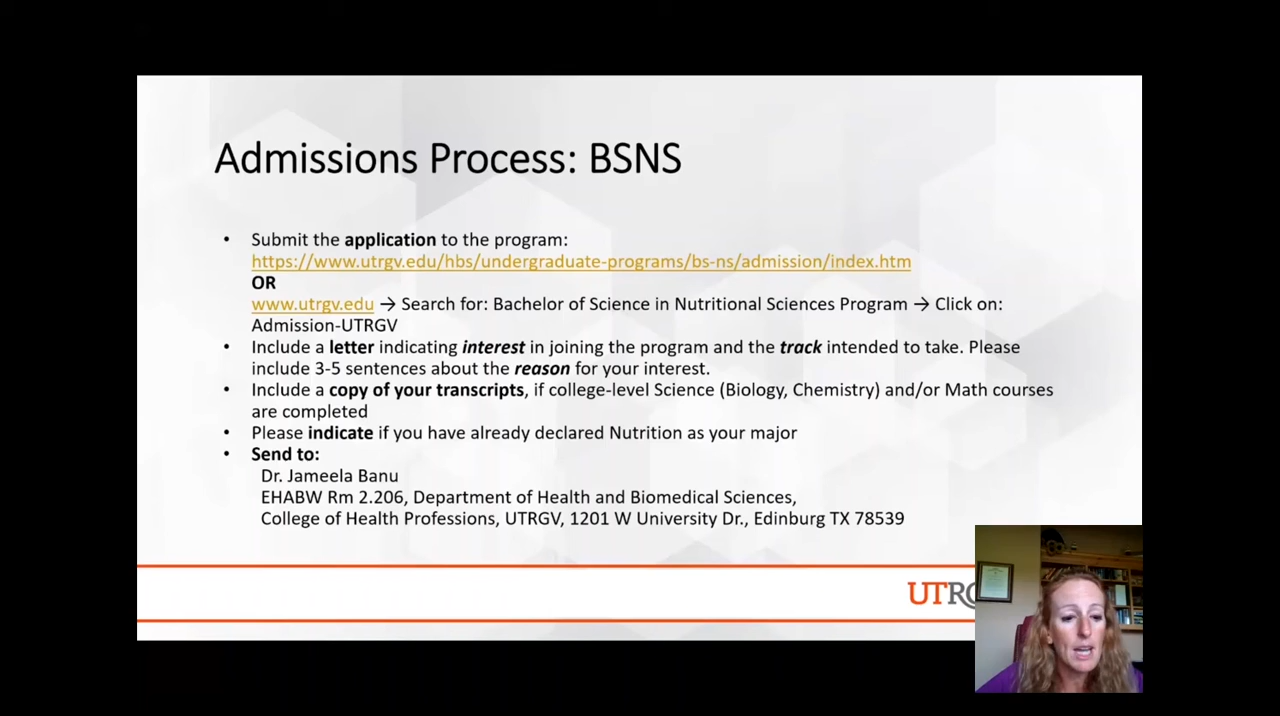 Admissions Process: BSNS
• Submit the application to the program:
https://www.utrgv.edu/hbs/undergraduate-programs/bs-ns/admission/index.htm
OR
www.utrgv.edu → Search for: Bachelor of Science in Nutritional Sciences Program → Click on:
Admission-UTRGV
• Include a letter indicating interest in joining the program and the track intended to take. Please
include 3-5 sentences about the reason for your interest.
• Include a copy of your transcripts, if college-level Science (Biology, Chemistry) and/or Math courses
are completed
• Please indicate if you have already declared Nutrition as your major
• Send to:
Dr. Jameela Banu
EHABW Rm 2.206, Department of Health and Biomedical Sciences,
College of Health Professions, UTRGV, 1201 W University Dr., Edinburg TX 78539
UTRG